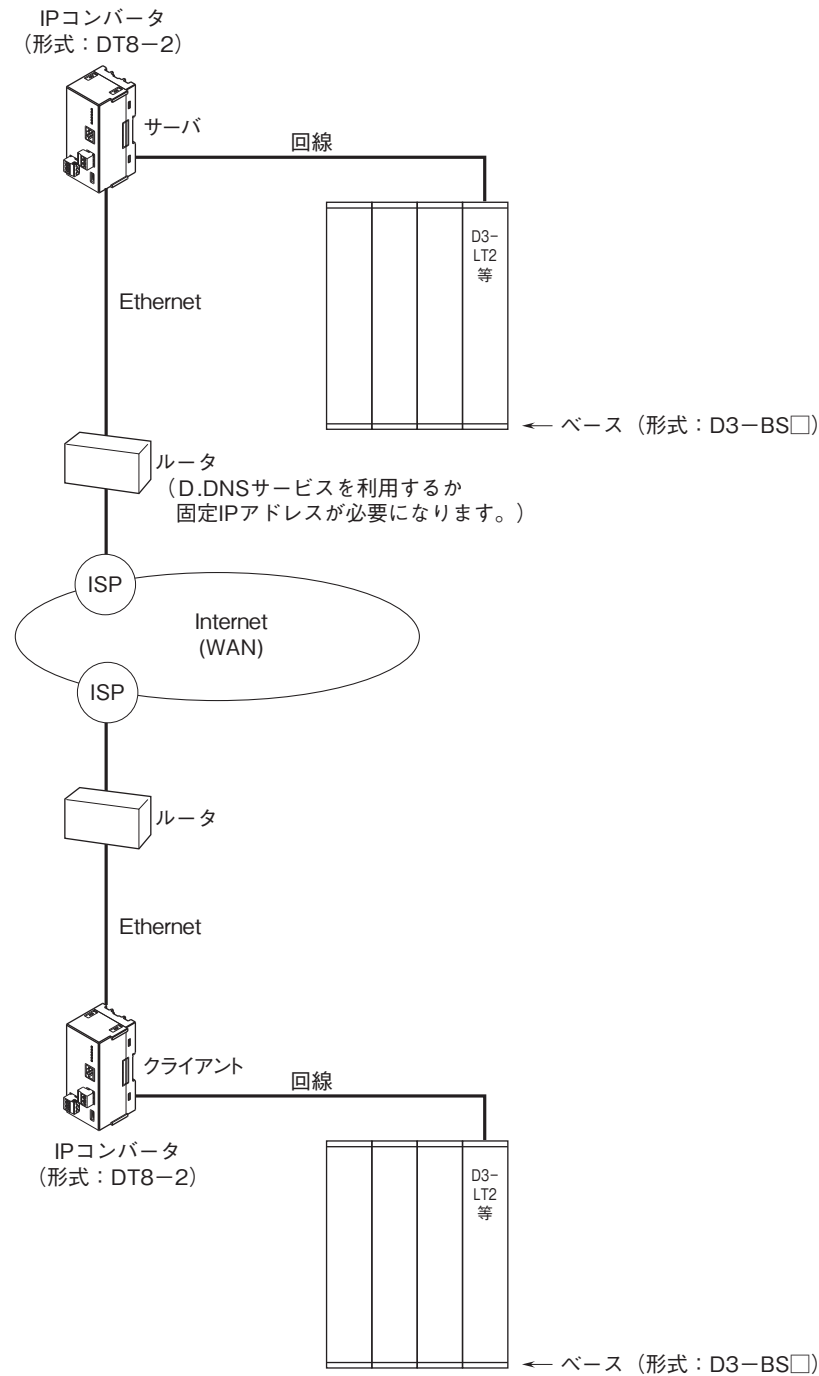 IPコンバータ
（形式：DT8－2）
サーバ
回線
D3－
LT2
等
Ethernet
← ベース（形式：D3－BS□）
ルータ
（D.DNSサービスを利用するか
固定IPアドレスが必要になります。）
ISP
Internet
(WAN)
ISP
ルータ
Ethernet
クライアント
回線
IPコンバータ
（形式：DT8－2）
D3－
LT2
等
← ベース（形式：D3－BS□）